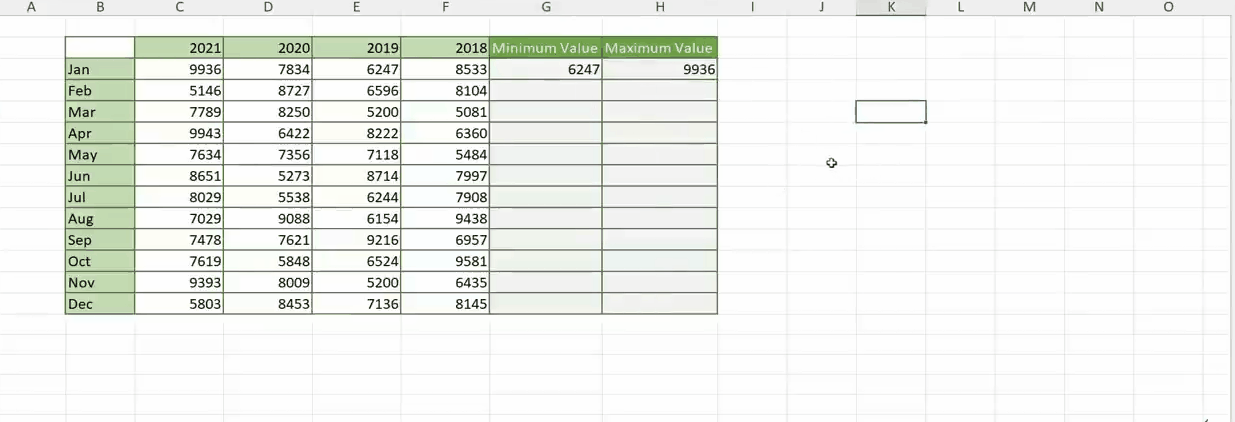 A B C D E F G H I J K L M N O
2021 2020 2019 2018 Minimum Value Maximum Value
Jan 9936 7834 6247 8533 6247 9936
Feb 5146 8727 6596 8104
Mar 7789 8250 5200 5081
Apr 9943 6422 8222 6360
May 7634 7356 7118 5484
Jun 8651 5273 8714 7997
Jul 8029 5538 6244 7908
Aug 7029 9088 6154 9438
Sep 7478 7621 9216 6957
Oct 7619 5848 6524 9581
Nov 9393 8009 5200 6435
Dec 5803 8453 7136 8145